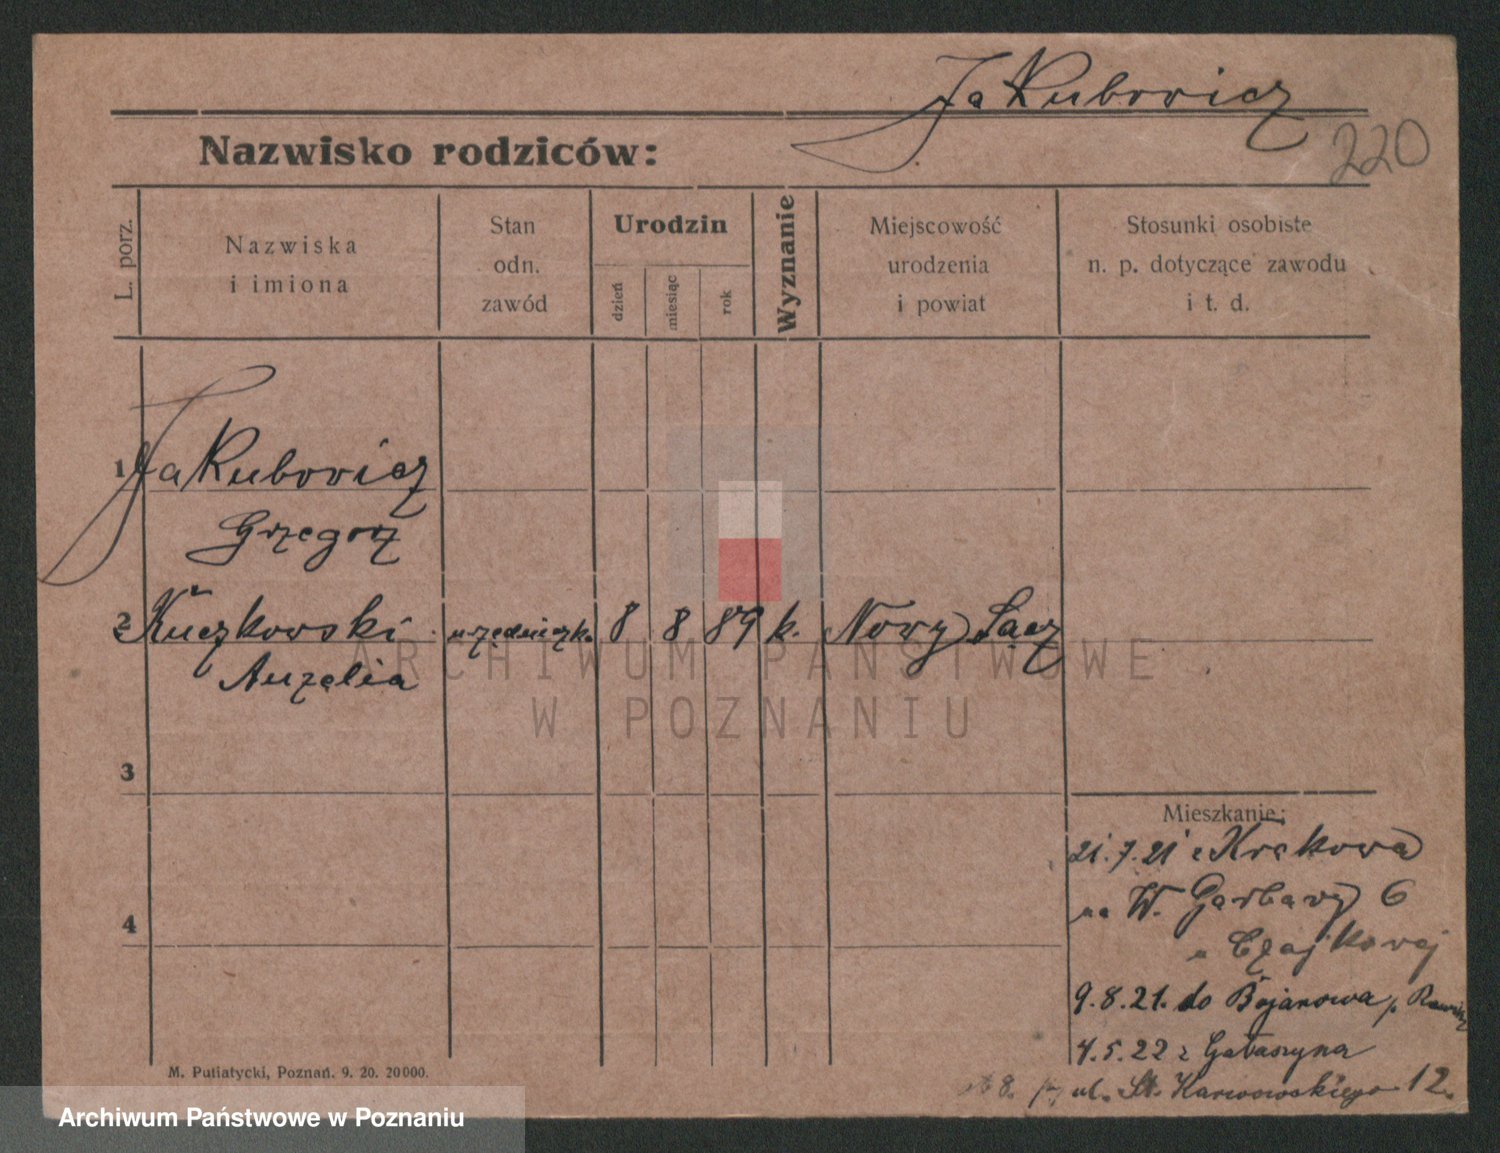 Jakubowicz
220
Nazwisko rodziców:
L. porz.
Nazwiska
i imiona
Stan
odn.
zawód
Urodzin
dzień
miesiąc
rok
Wyznanie
Miejscowość
urodzenia
i powiat
Stosunki osobiste
n. p. dotyczące zawodu
i t. d.
1 Jakubowicz
Grzegorz
2 Kuczkowski urzędniczk. 8 8 89 k. Nowy Sącz
Aurelia
3
4
Mieszkanie:
21.7.21 z Krakowa
na W. Garbary 6
u Czajkowej
9.8.21. do Bojanowa p. Rawicz
4.5.22 z
ul. St. Karwowskiego 12.
M. Putiatycki, Poznań. 9. 20. 20000.
ARCHIWUM PAŃSTWOWE
W POZNANIU
Archiwum Państwowe w Poznaniu